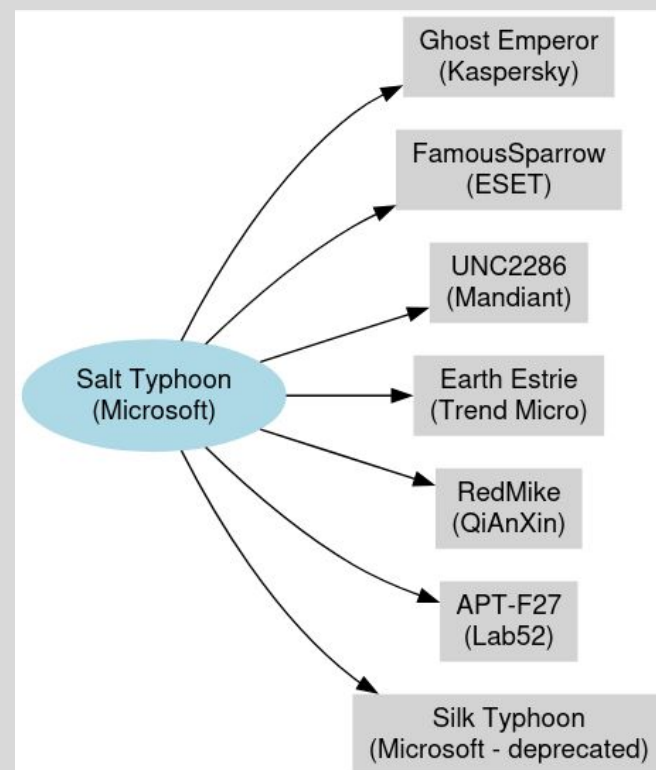 Ghost Emperor
(Kaspersky)
FamousSparrow
(ESET)
UNC2286
(Mandiant)
Salt Typhoon
(Microsoft)
Earth Estrie
(Trend Micro)
RedMike
(QiAnXin)
APT-F27
(Lab52)
Silk Typhoon
(Microsoft - deprecated)